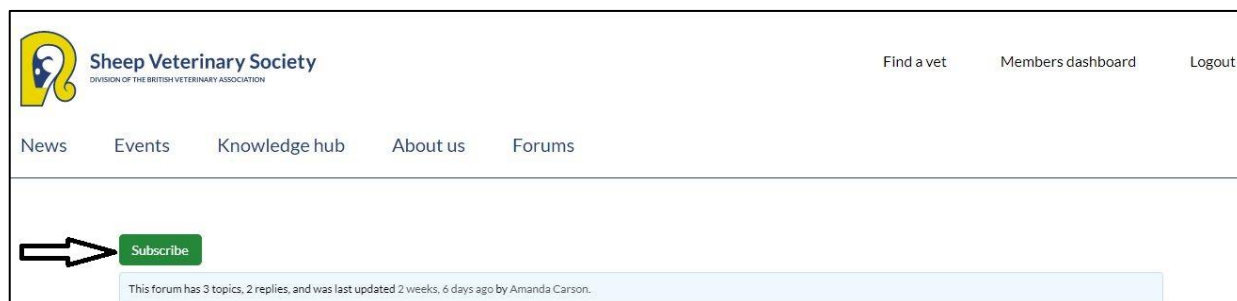 Sheep Veterinary Society
DIVISION OF THE BRITISH VETERINARY ASSOCIATION
Find a vet Members dashboard Logout
News Events Knowledge hub About us Forums
Subscribe
This forum has 3 topics, 2 replies, and was last updated 2 weeks, 6 days ago by Amanda Carson.